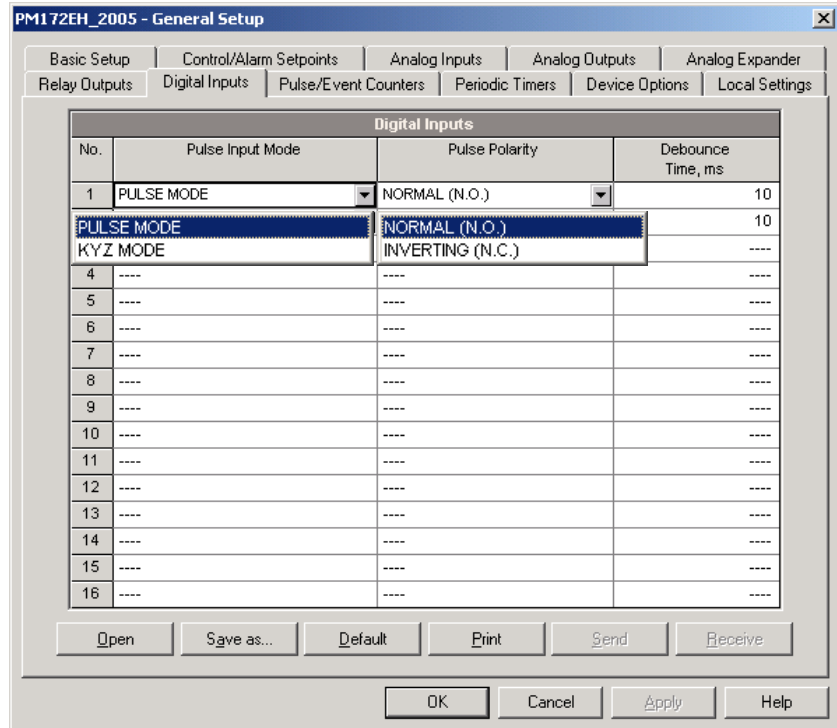 PM172EH_2005 - General Setup
Basic Setup Control/Alarm Setpoints Analog Inputs Analog Outputs Analog Expander
Relay Outputs Digital Inputs Pulse/Event Counters Periodic Timers Device Options Local Settings
Digital Inputs
No. Pulse Input Mode Pulse Polarity Debounce
Time, ms
1 PULSE MODE NORMAL (N.O.) 10
PULSE MODE NORMAL (N.O.) 10
KYZ MODE INVERTING (N.C.) ----
4 ---- ---- ----
5 ---- ---- ----
6 ---- ---- ----
7 ---- ---- ----
8 ---- ---- ----
9 ---- ---- ----
10 ---- ---- ----
11 ---- ---- ----
12 ---- ---- ----
13 ---- ---- ----
14 ---- ---- ----
15 ---- ---- ----
16 ---- ---- ----
Open Save as... Default Print Send Receive
OK Cancel Apply Help